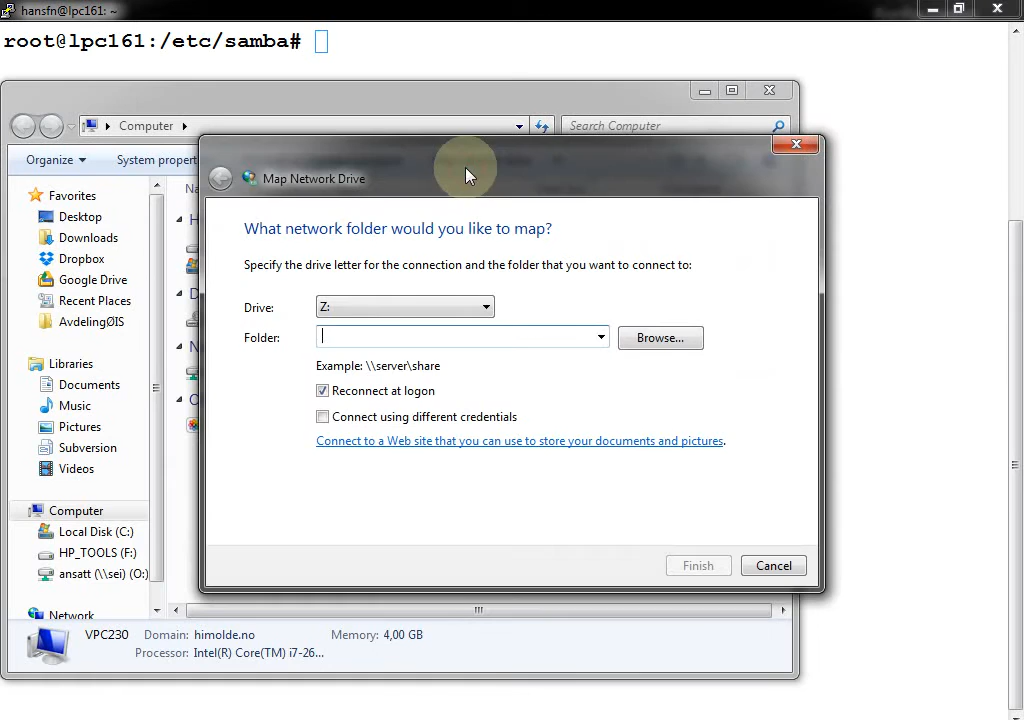 hansfn@lpc161: ~
root@lpc161:/etc/samba#
Computer
Search Computer
Organize
System propert
Map Network Drive
What network folder would you like to map?
Specify the drive letter for the connection and the folder that you want to connect to:
Drive:
Z:
Folder:
Browse...
Example: \\server\share
Reconnect at logon
Connect using different credentials
Connect to a Web site that you can use to store your documents and pictures.
Finish
Cancel
Favorites
Desktop
Downloads
Dropbox
Google Drive
Recent Places
AvdelingØIS
Libraries
Documents
Music
Pictures
Subversion
Videos
Computer
Local Disk (C:)
HP_TOOLS (F:)
ansatt (\\sei) (O:)
Network
Na
H
D
N
VPC230
Domain: himolde.no
Memory: 4,00 GB
Processor: Intel(R) Core(TM) i7-26...